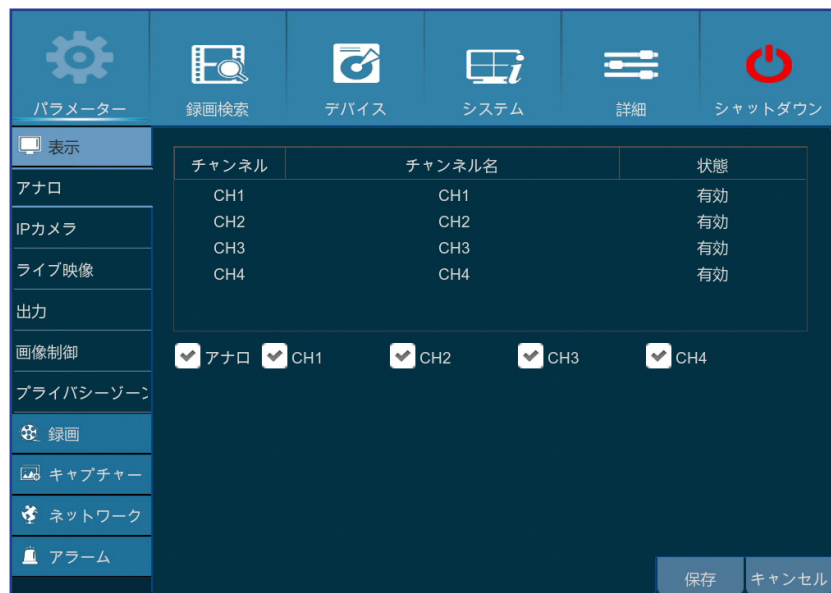 パラメーター 録画検索 デバイス システム 詳細 シャットダウン
表示
アナロ
IPカメラ
ライブ映像
出力
画像制御
プライバシーゾーン
録画
キャプチャー
ネットワーク
アラーム
チャンネル チャンネル名 状態
CH1 CH1 有効
CH2 CH2 有効
CH3 CH3 有効
CH4 CH4 有効
アナロ CH1 CH2 CH3 CH4
保存 キャンセル